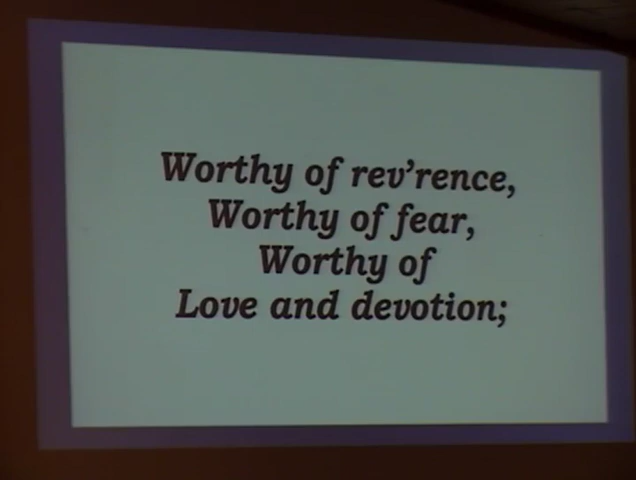 Worthy of rev’rence,
Worthy of fear,
Worthy of
Love and devotion;